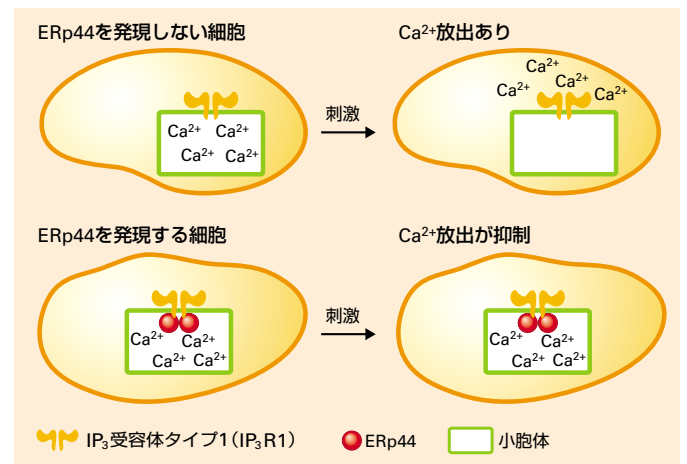 ERp44を発現しない細胞
Ca²⁺放出あり
Ca²⁺ Ca²⁺
Ca²⁺ Ca²⁺
刺激
Ca²⁺
Ca²⁺ Ca²⁺ Ca²⁺
ERp44を発現する細胞
Ca²⁺放出が抑制
Ca²⁺ Ca²⁺
Ca²⁺ Ca²⁺
刺激
Ca²⁺ Ca²⁺
Ca²⁺ Ca²⁺
IP₃受容体タイプ1(IP₃R1)
ERp44
小胞体